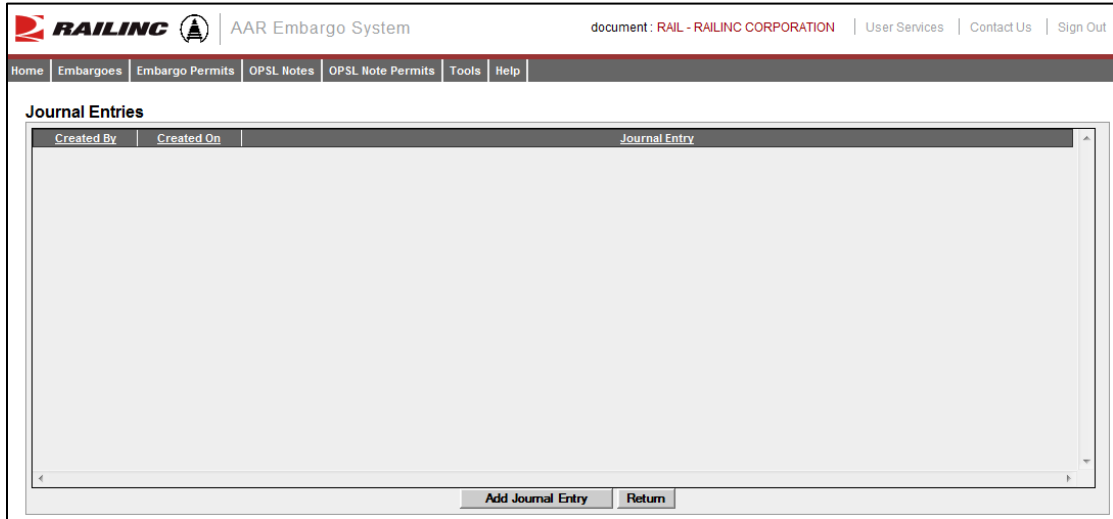 RAILINC AAR Embargo System document : RAIL - RAILINC CORPORATION User Services Contact Us Sign Out
Home Embargoes Embargo Permits OPSL Notes OPSL Note Permits Tools Help
Journal Entries
Created By Created On Journal Entry
Add Journal Entry Return